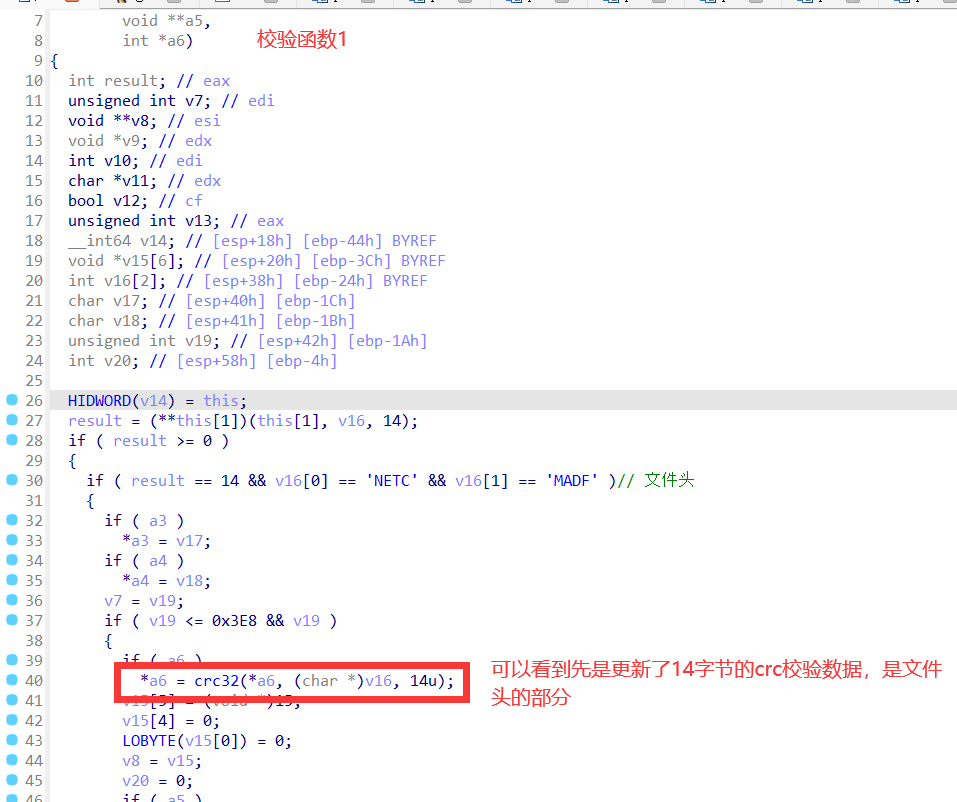 7 void **a5,
8 int *a6) 校验函数1
9 {
10 int result; // eax
11 unsigned int v7; // edi
12 void **v8; // esi
13 void *v9; // edx
14 int v10; // edi
15 char *v11; // edx
16 bool v12; // cf
17 unsigned int v13; // eax
18 __int64 v14; // [esp+18h] [ebp-44h] BYREF
19 void *v15[6]; // [esp+20h] [ebp-3Ch] BYREF
20 int v16[2]; // [esp+38h] [ebp-24h] BYREF
21 char v17; // [esp+40h] [ebp-1Ch]
22 char v18; // [esp+41h] [ebp-1Bh]
23 unsigned int v19; // [esp+42h] [ebp-1Ah]
24 int v20; // [esp+58h] [ebp-4h]
25
26 HIDWORD(v14) = this;
27 result = (**this[1])(this[1], v16, 14);
28 if ( result >= 0 )
29 {
30 if ( result == 14 && v16[0] == 'NETC' && v16[1] == 'MADF' )// 文件头
31 {
32 if ( a3 )
33 *a3 = v17;
34 if ( a4 )
35 *a4 = v18;
36 v7 = v19;
37 if ( v19 <= 0x3E8 && v19 )
38 {
39 if ( a6 )
40 *a6 = crc32(*a6, (char *)v16, 14u);
可以看到先是更新了14字节的crc校验数据，是文件
头的部分
41 v15[5] = (void *)15;
42 v15[4] = 0;
43 LOBYTE(v15[0]) = 0;
44 v8 = v15;
45 v20 = 0;
46 if ( a5 )